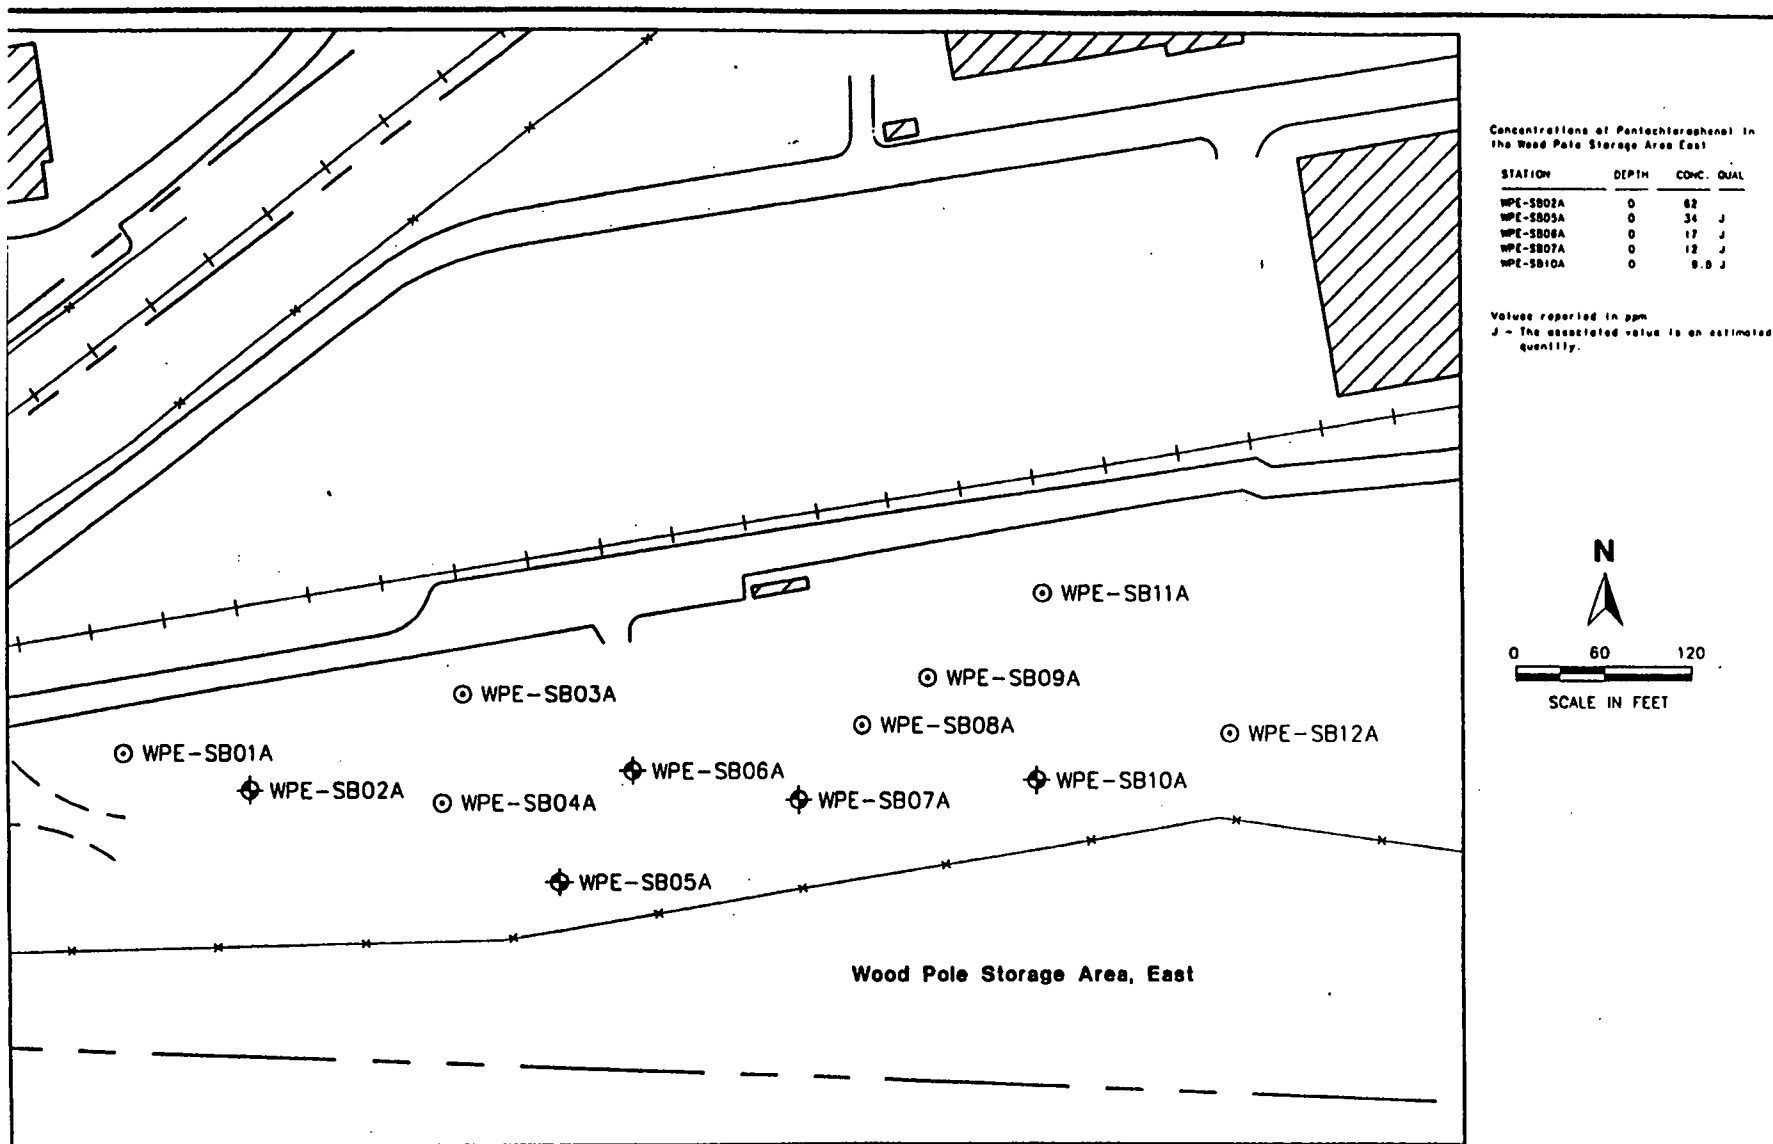 Concentrations of Pentachlorophenol in
the Wood Pole Storage Area East
STATION DEPTH CONC. QUAL
WPE-SB02A 0 62
WPE-SB05A 0 34 J
WPE-SB06A 0 17 J
WPE-SB07A 0 12 J
WPE-SB10A 0 J
Values reported in ppm
J - The associated value is an estimated
quantity.
N
0 60 120
SCALE IN FEET
WPE-SB11A
WPE-SB03A
WPE-SB09A
WPE-SB08A
WPE-SB12A
WPE-SB01A
WPE-SB06A
WPE-SB10A
WPE-SB02A
WPE-SB04A
WPE-SB07A
WPE-SB05A
Wood Pole Storage Area, East